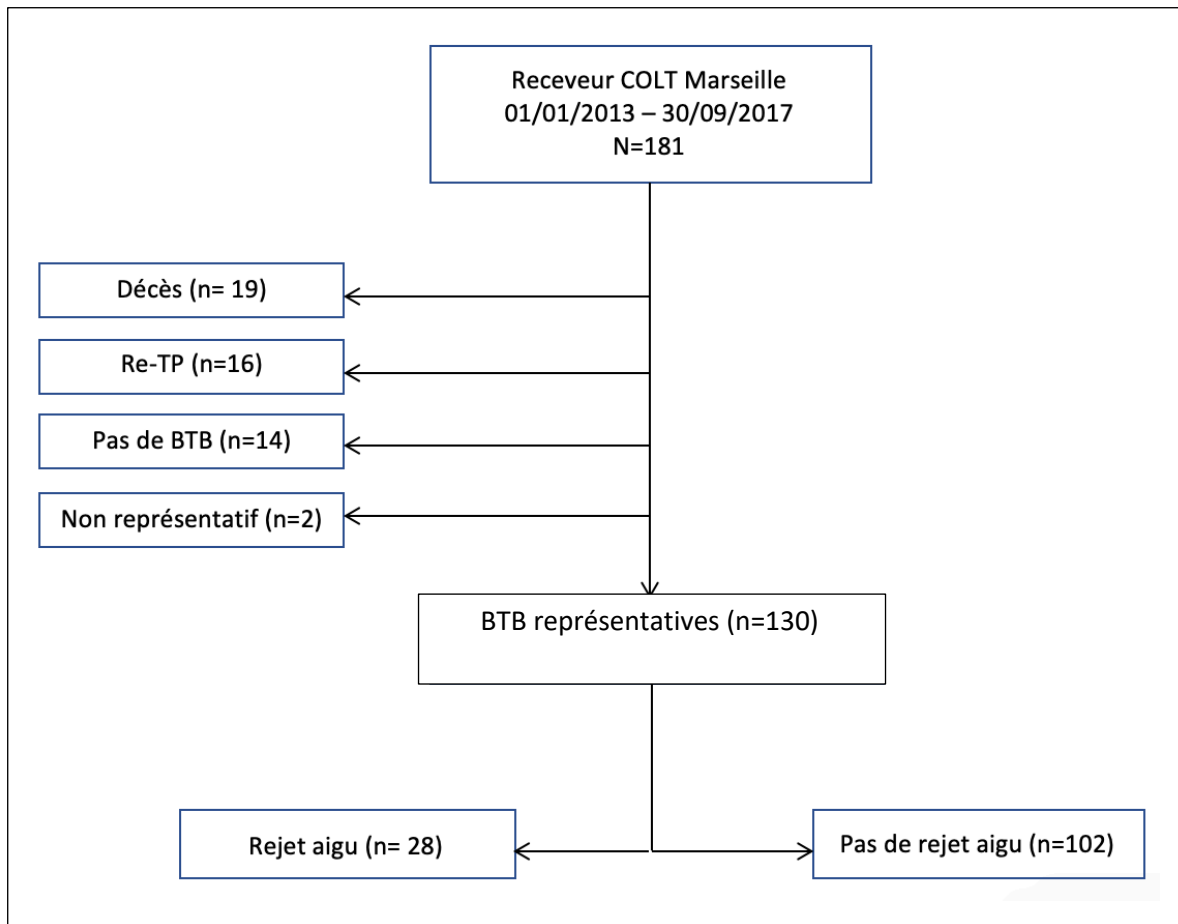 Receveur COLT Marseille
01/01/2013 – 30/09/2017
N=181
Décès (n= 19)
Re-TP (n=16)
Pas de BTB (n=14)
Non représentatif (n=2)
BTB représentatives (n=130)
Rejet aigu (n= 28)
Pas de rejet aigu (n=102)